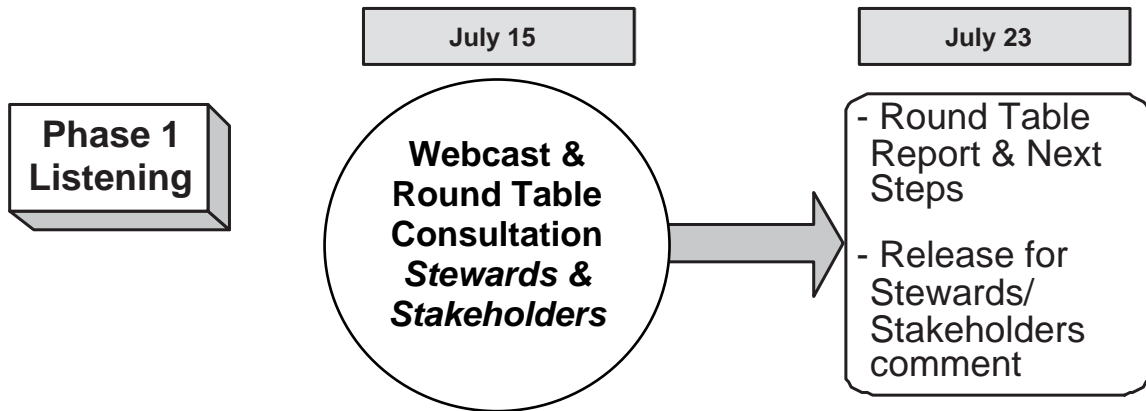 July 15
July 23
Phase 1
Listening
Webcast &
Round Table
Consultation
Stewards &
Stakeholders
- Round Table
Report & Next
Steps
- Release for
Stewards/
Stakeholders
comment